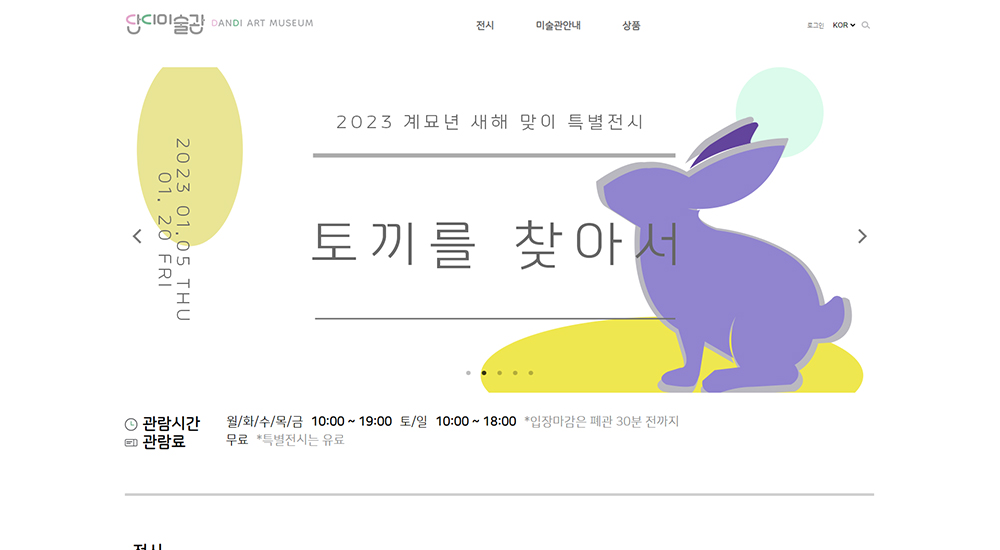 단디미술관 DANDI ART MUSEUM
전시 미술관안내 상품
로그인 KOR
2023 계묘년 새해 맞이 특별전시
토끼를 찾아서
2023 01.05 THU
01. 20 FRI
관람시간 월/화/수/목/금 10:00 ~ 19:00 토/일 10:00 ~ 18:00 *입장마감은 폐관 30분 전까지
관람료 무료 *특별전시는 유료
전시